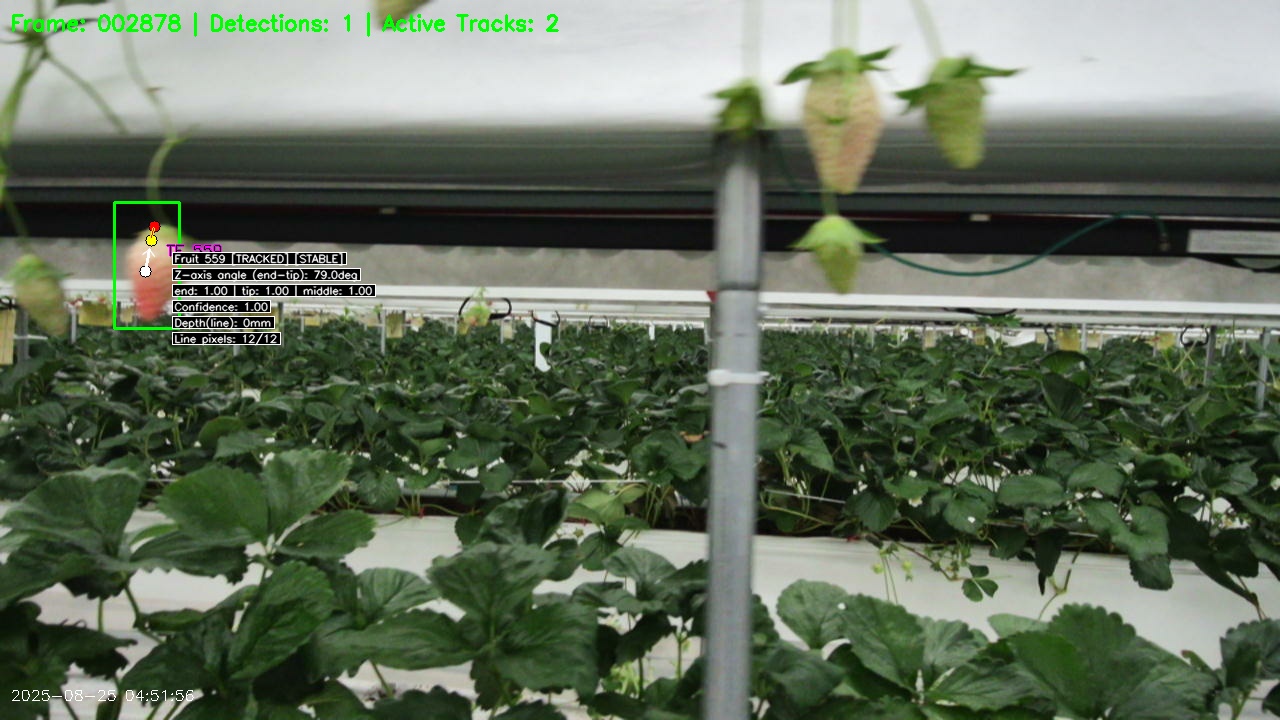 Frame: 002878 | Detections: 1 | Active Tracks: 2
Fruit 559 [TRACKED] [STABLE]
Z-axis angle (end-tip): 79.0deg
end: 1.00 | tip: 1.00 | middle: 1.00
Confidence: 1.00
Depth(line): 0mm
Line pixels: 12/12
2025-08-25 04:51:56